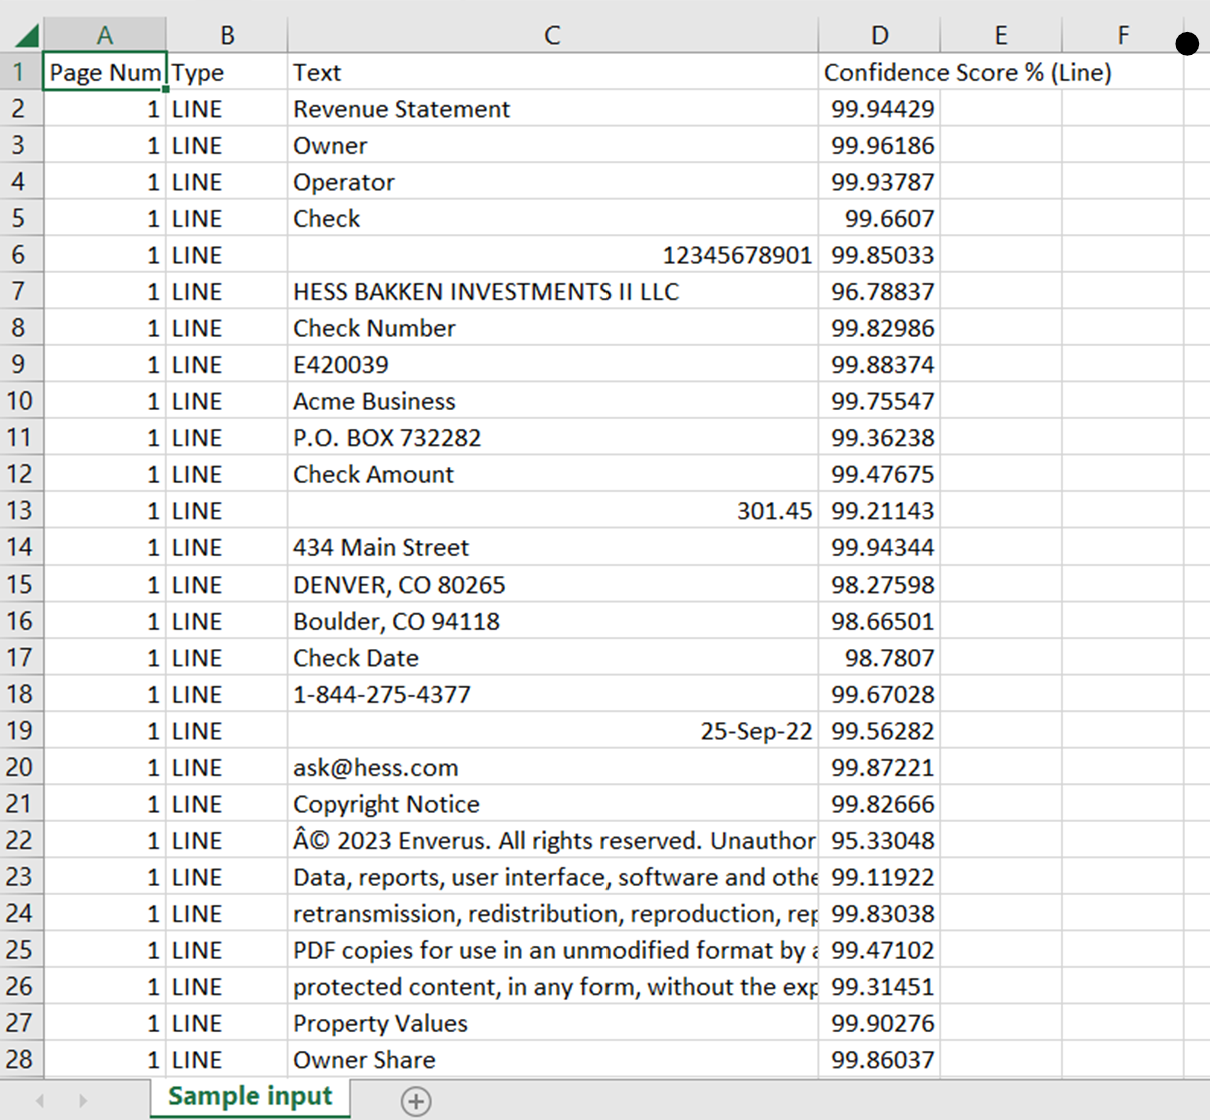 A B C D E F
1 Page Num Type Text Confidence Score % (Line)
2 1 LINE Revenue Statement 99.94429
3 1 LINE Owner 99.96186
4 1 LINE Operator 99.93787
5 1 LINE Check 99.6607
6 1 LINE 12345678901 99.85033
7 1 LINE HESS BAKKEN INVESTMENTS II LLC 96.78837
8 1 LINE Check Number 99.82986
9 1 LINE E420039 99.88374
10 1 LINE Acme Business 99.75547
11 1 LINE P.O. BOX 732282 99.36238
12 1 LINE Check Amount 99.47675
13 1 LINE 301.45 99.21143
14 1 LINE 434 Main Street 99.94344
15 1 LINE DENVER, CO 80265 98.27598
16 1 LINE Boulder, CO 94118 98.66501
17 1 LINE Check Date 98.7807
18 1 LINE 1-844-275-4377 99.67028
19 1 LINE 25-Sep-22 99.56282
20 1 LINE ask@hess.com 99.87221
21 1 LINE Copyright Notice 99.82666
22 1 LINE Â© 2023 Enverus. All rights reserved. Unauthor 95.33048
23 1 LINE Data, reports, user interface, software and othe 99.11922
24 1 LINE retransmission, redistribution, reproduction, rep 99.83038
25 1 LINE PDF copies for use in an unmodified format by a 99.47102
26 1 LINE protected content, in any form, without the exp 99.31451
27 1 LINE Property Values 99.90276
28 1 LINE Owner Share 99.86037
Sample input